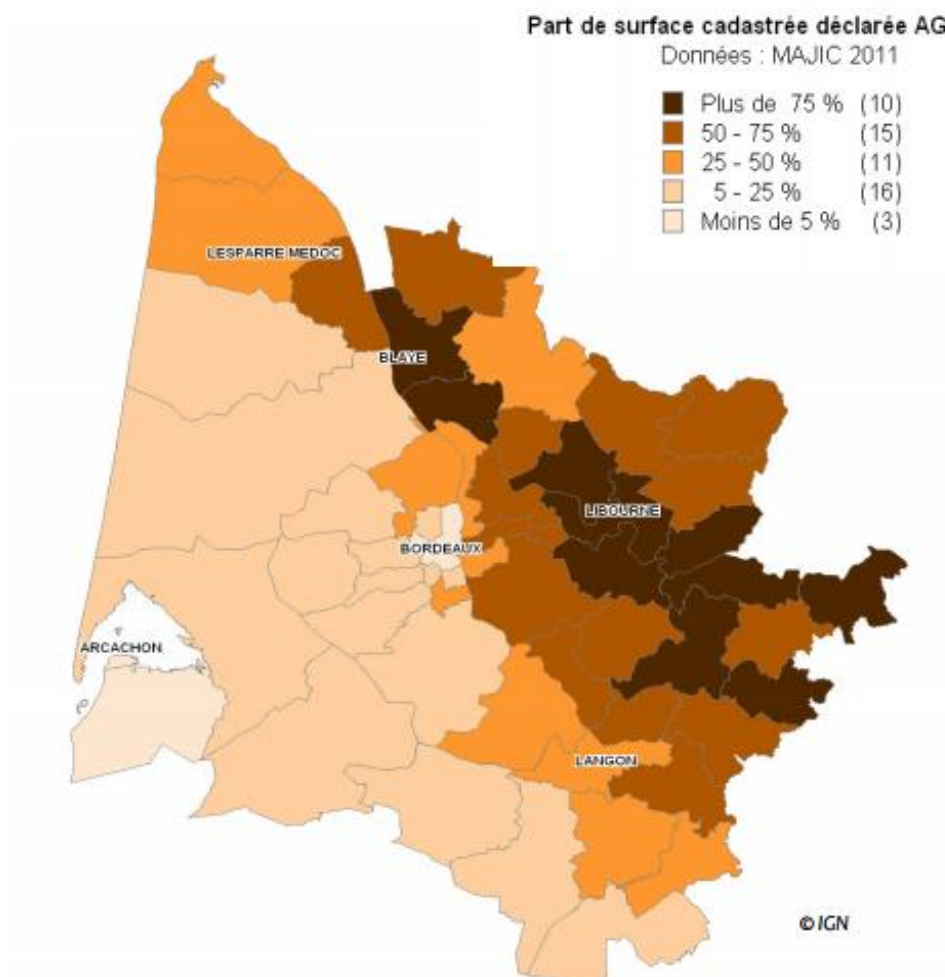 Part de surface cadastrée déclarée AG
Données : MAJIC 2011
Plus de 75 % (10)
50 - 75 % (15)
25 - 50 % (11)
5 - 25 % (16)
Moins de 5 % (3)
LESPARRE MEDOC
BLAYE
LIBOURNE
BORDEAUX
ARCACHON
LANGON
© IGN